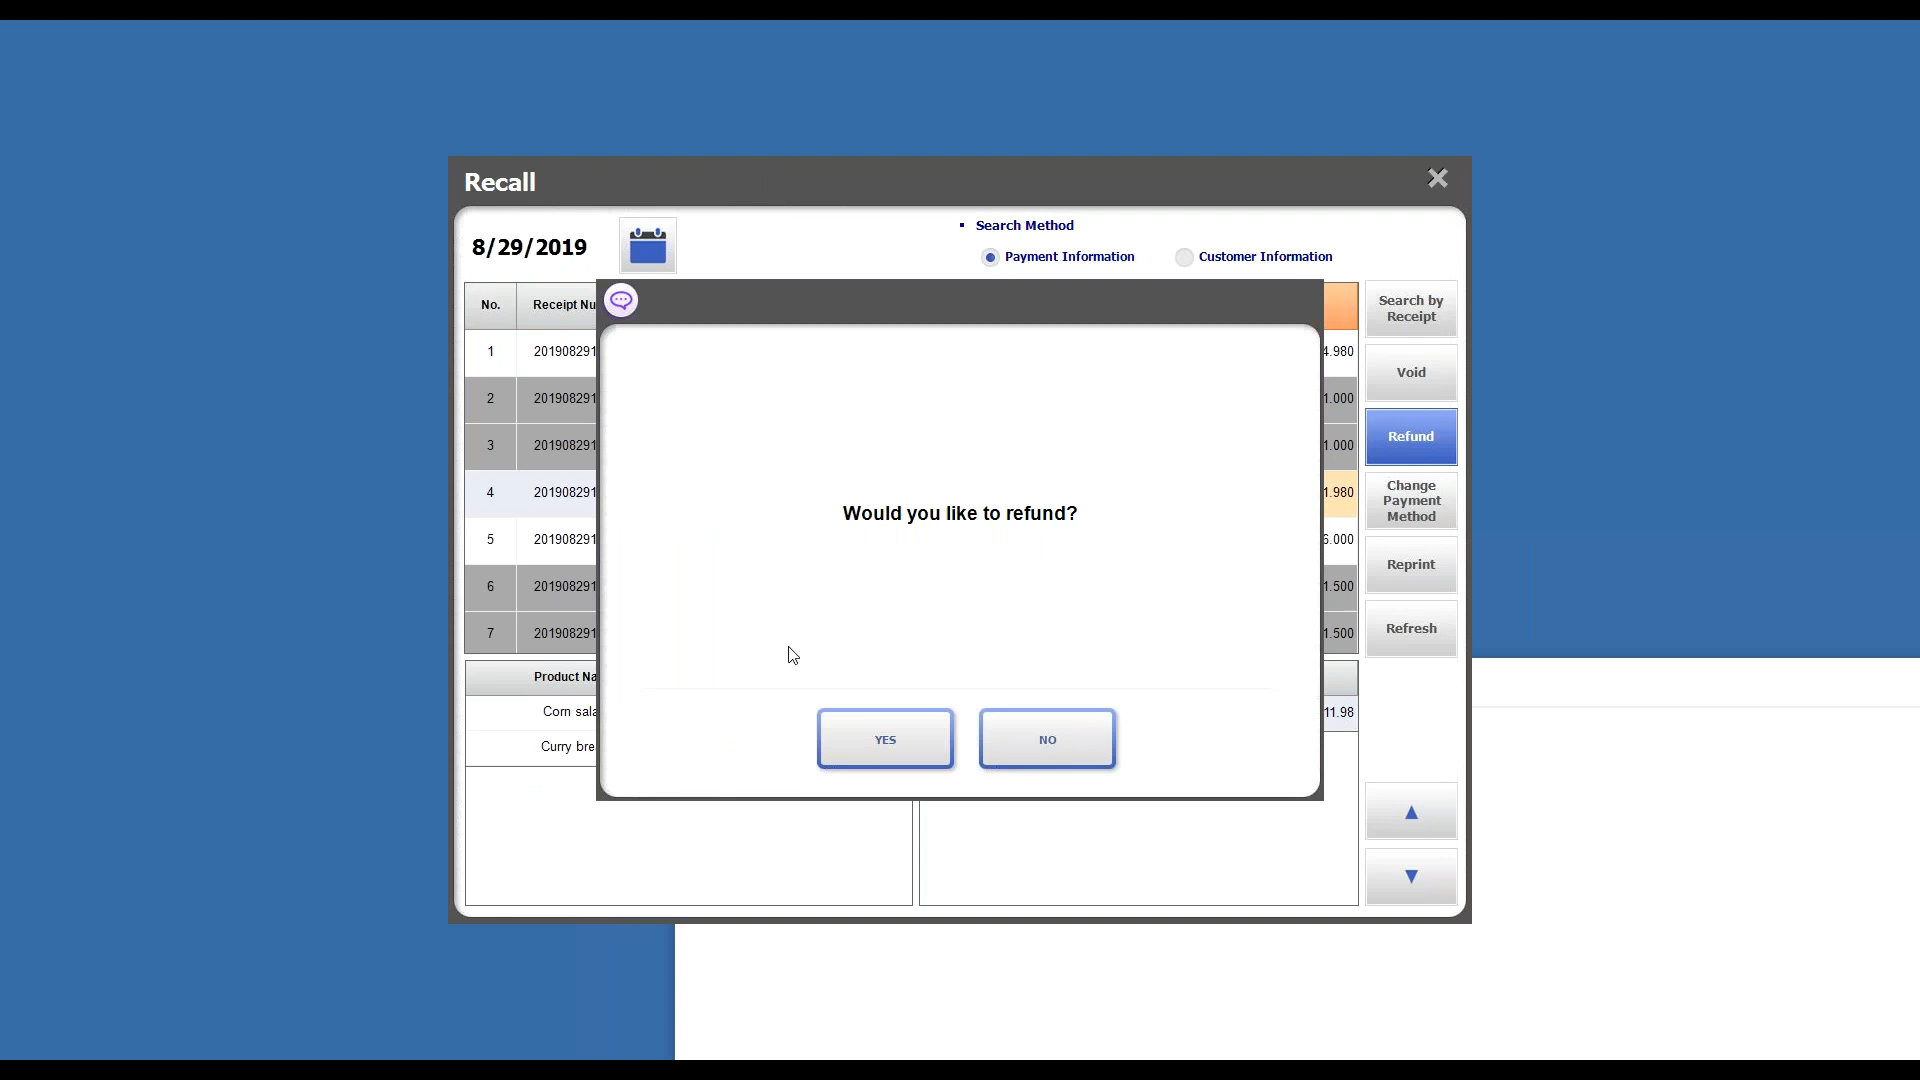 Recall
8/29/2019
Search Method
Payment Information
Customer Information
No.
Receipt Nu
1
201908291
4.980
2
201908291
1.000
3
201908291
1.000
4
201908291
1.980
5
201908291
6.000
6
201908291
1.500
7
201908291
1.500
Would you like to refund?
YES
NO
Product Na
Corn sala
11.98
Curry bre
Search by
Receipt
Void
Refund
Change
Payment
Method
Reprint
Refresh